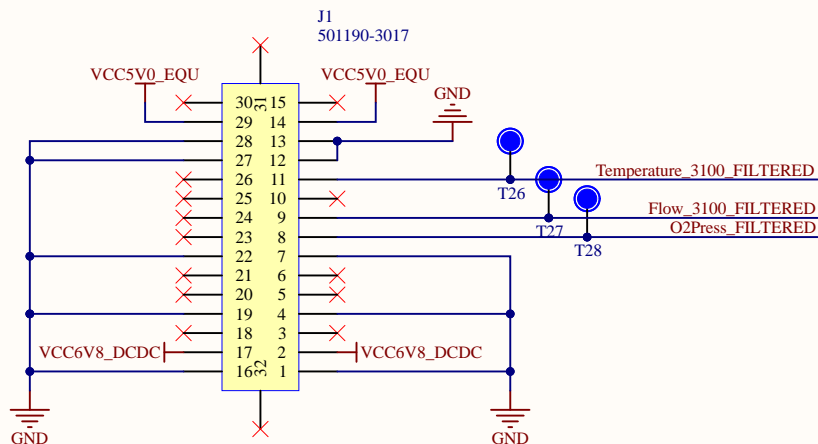 J1
501190-3017
VCC5V0_EQU
VCC5V0_EQU
GND
30 31 15
29 14
28 13
27 12
26 11 Temperature_3100_FILTERED
T26
25 10
24 9 Flow_3100_FILTERED
T27
23 8 O2Press_FILTERED
T28
22 7
21 6
20 5
19 4
18 3
VCC6V8_DCDC 17 2 VCC6V8_DCDC
16 32 1
GND
GND